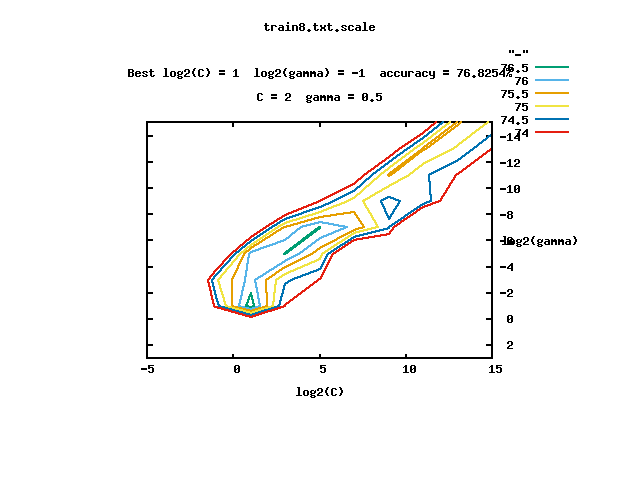 train8.txt.scale
"-"
Best log2(C) = 1  log2(gamma) = -1  accuracy = 76.8254%
76.5
76
C = 2  gamma = 0.5
75.5
75
74.5
74
-14
-12
-10
-8
-6
log2(gamma)
-4
-2
0
2
-5 0 5 10 15
log2(C)